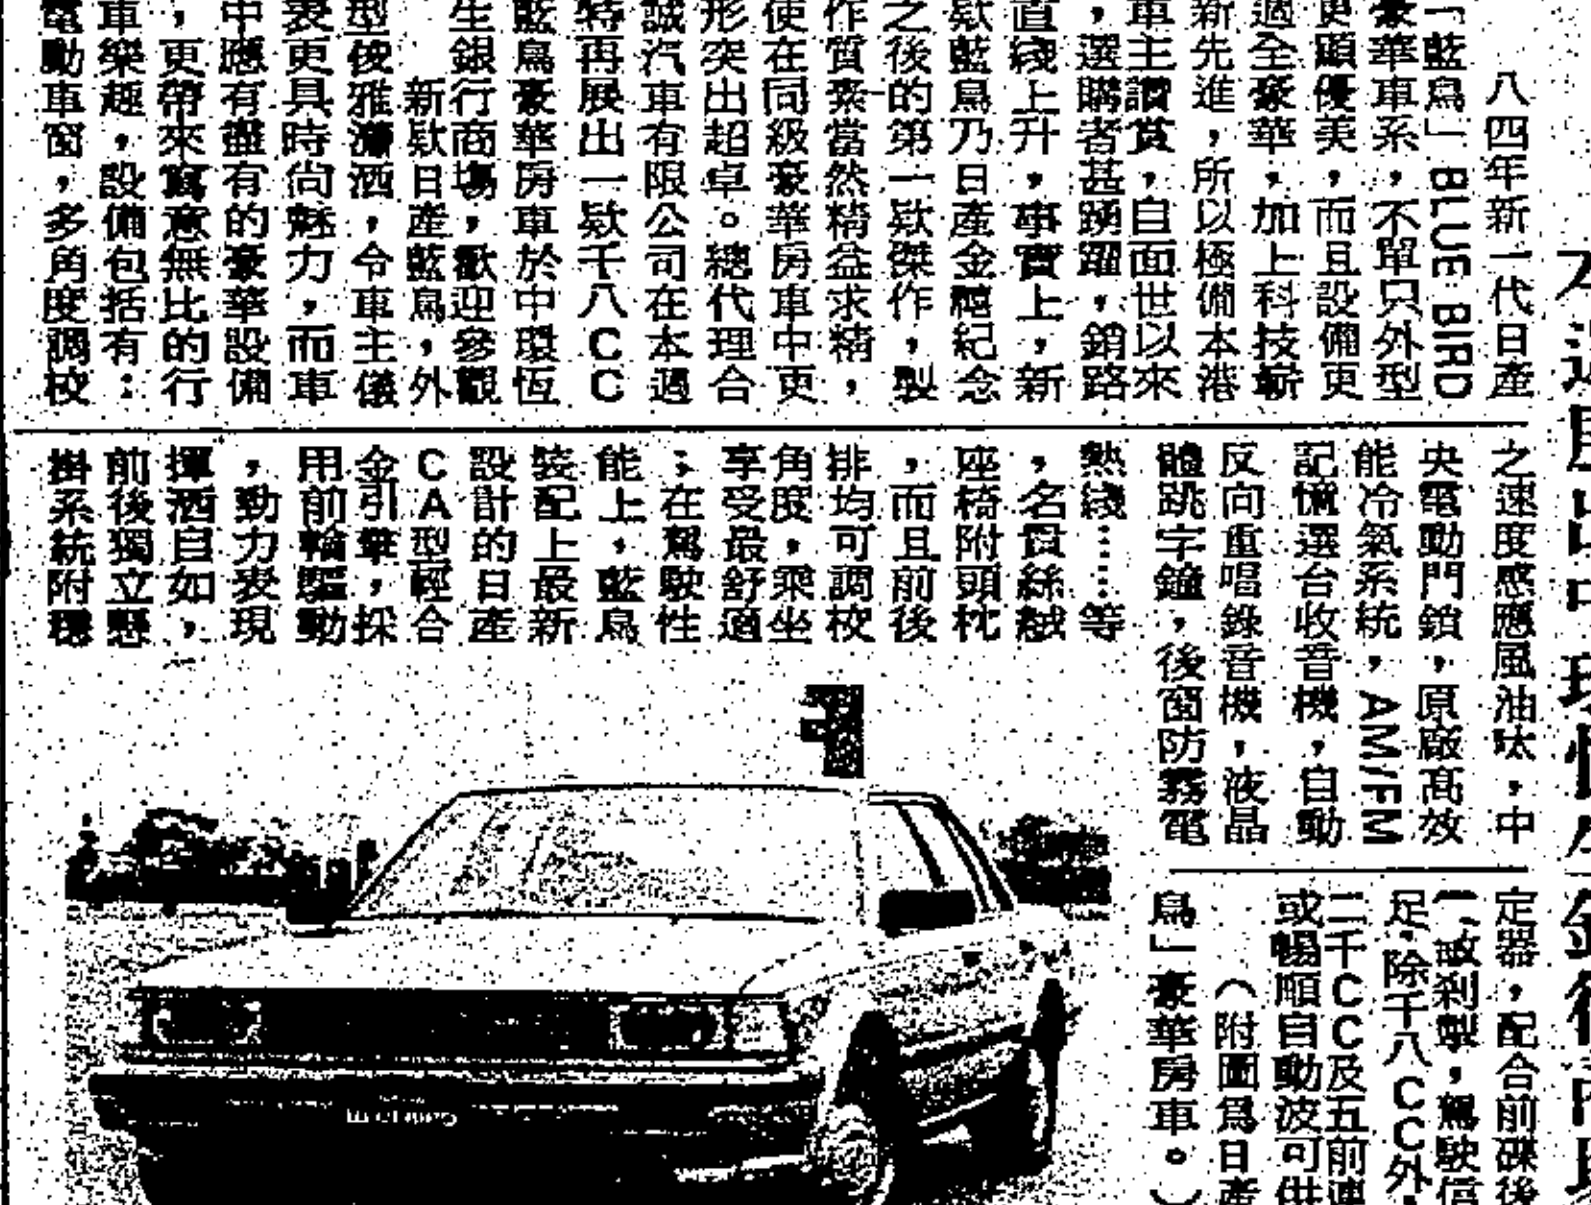 八四年新一代日產
「藍鳥」BLUE BIRD
豪華車系，不單只外型
更顯優美，而且設備更
適全豪華，加上科技嶄
新先進，所以極備本港
車主讚賞，自面世以來
，選購者甚踴躍，銷路
直綫上升，事實上，新
欵藍鳥乃日產金禧紀念
之後的第一欵傑作，製
作質素當然精益求精，
使在同級豪華房車中更
形突出超卓。總代理合
誠汽車有限公司在本週
特再展出一欵千八CC
藍鳥豪華房車於中環恆
生銀行商場，歡迎參觀
新欵日產藍鳥，外
型俊雅瀟洒，令車主儀
表更具時尚魅力，而車
中應有盡有的豪華設備
，更帶來寫意無比的行
車樂趣，設備包括有：
電動車窗，多角度調校
之速度感應風油呔，中
央電動門鎖，原廠高效
能冷氣系統，AM/FM
記憶選台收音機，自動
反向重唱錄音機，液晶
體跳字鐘，後窗防霧電
熱綫……等
，名貴絲絨
座椅附頭枕
，而且前後
排均可調校
角度，乘坐
享受最舒適
；在駕駛性
能上，藍鳥
裝配上最新
設計的日產
CA型輕合
金引擎，採
用前輪驅動
，動力表現
揮洒自如，
前後獨立懸
掛系統附穩
定器，配合前碟後
刹掣，駕駛信
足，除千八CC外，
二千CC及五前速
或暢順自動波可供
（附圖爲日產
鳥」豪華房車。）